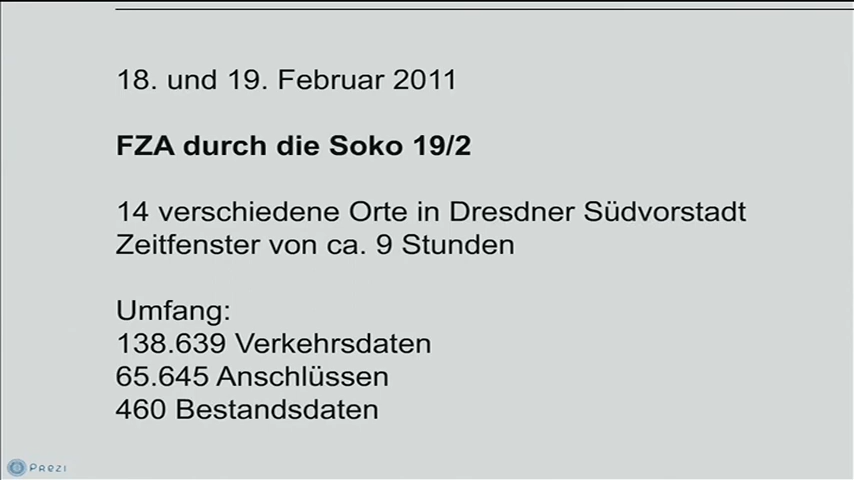 18. und 19. Februar 2011
FZA durch die Soko 19/2
14 verschiedene Orte in Dresdner Südvorstadt
Zeitfenster von ca. 9 Stunden
Umfang:
138.639 Verkehrsdaten
65.645 Anschlüssen
460 Bestandsdaten
Prezi